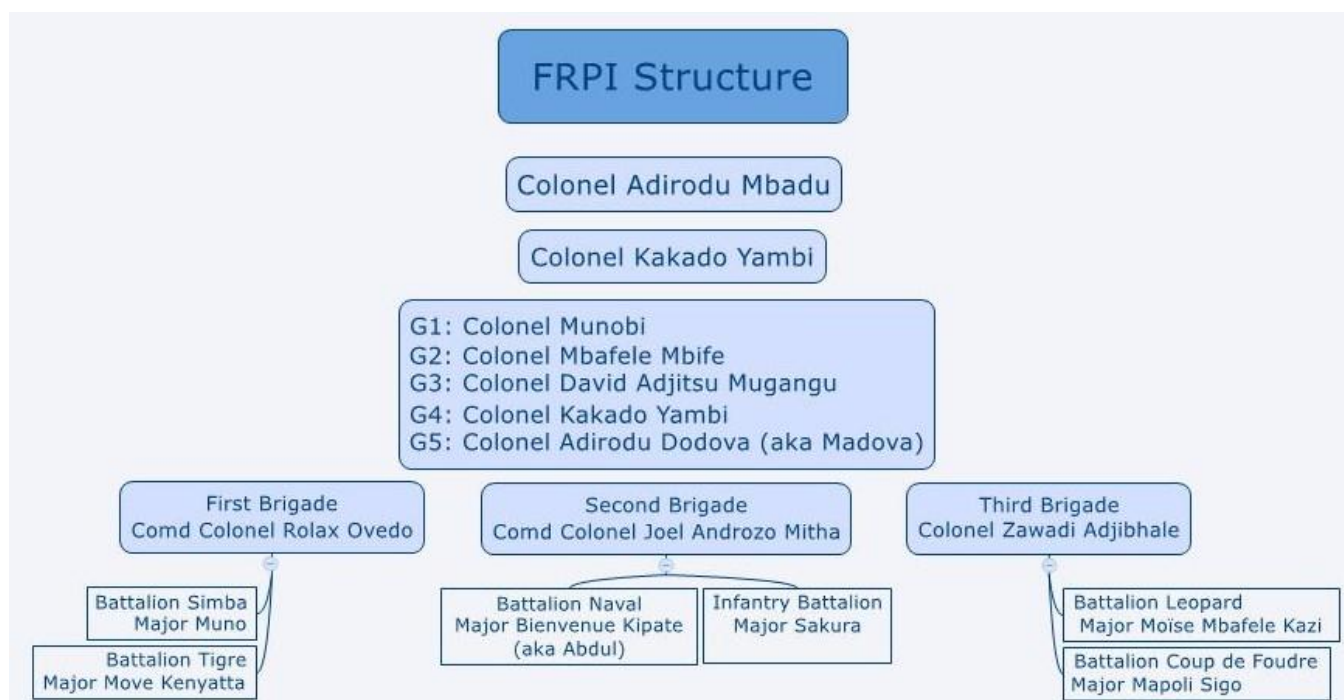 FRPI Structure
Colonel Adirodu Mbadu
Colonel Kakado Yambi
G1: Colonel Munobi
G2: Colonel Mbafele Mbife
G3: Colonel David Adjitsu Mugangu
G4: Colonel Kakado Yambi
G5: Colonel Adirodu Dodova (aka Madova)
First Brigade
Comd Colonel Rolax Ovedo
Battalion Simba
Major Muno
Battalion Tigre
Major Move Kenyatta
Second Brigade
Comd Colonel Joel Androzo Mitha
Battalion Naval
Major Bienvenue Kipate
(aka Abdul)
Infantry Battalion
Major Sakura
Third Brigade
Colonel Zawadi Adjibhale
Battalion Leopard
Major Moïse Mbafele Kazi
Battalion Coup de Foudre
Major Mapoli Sigo